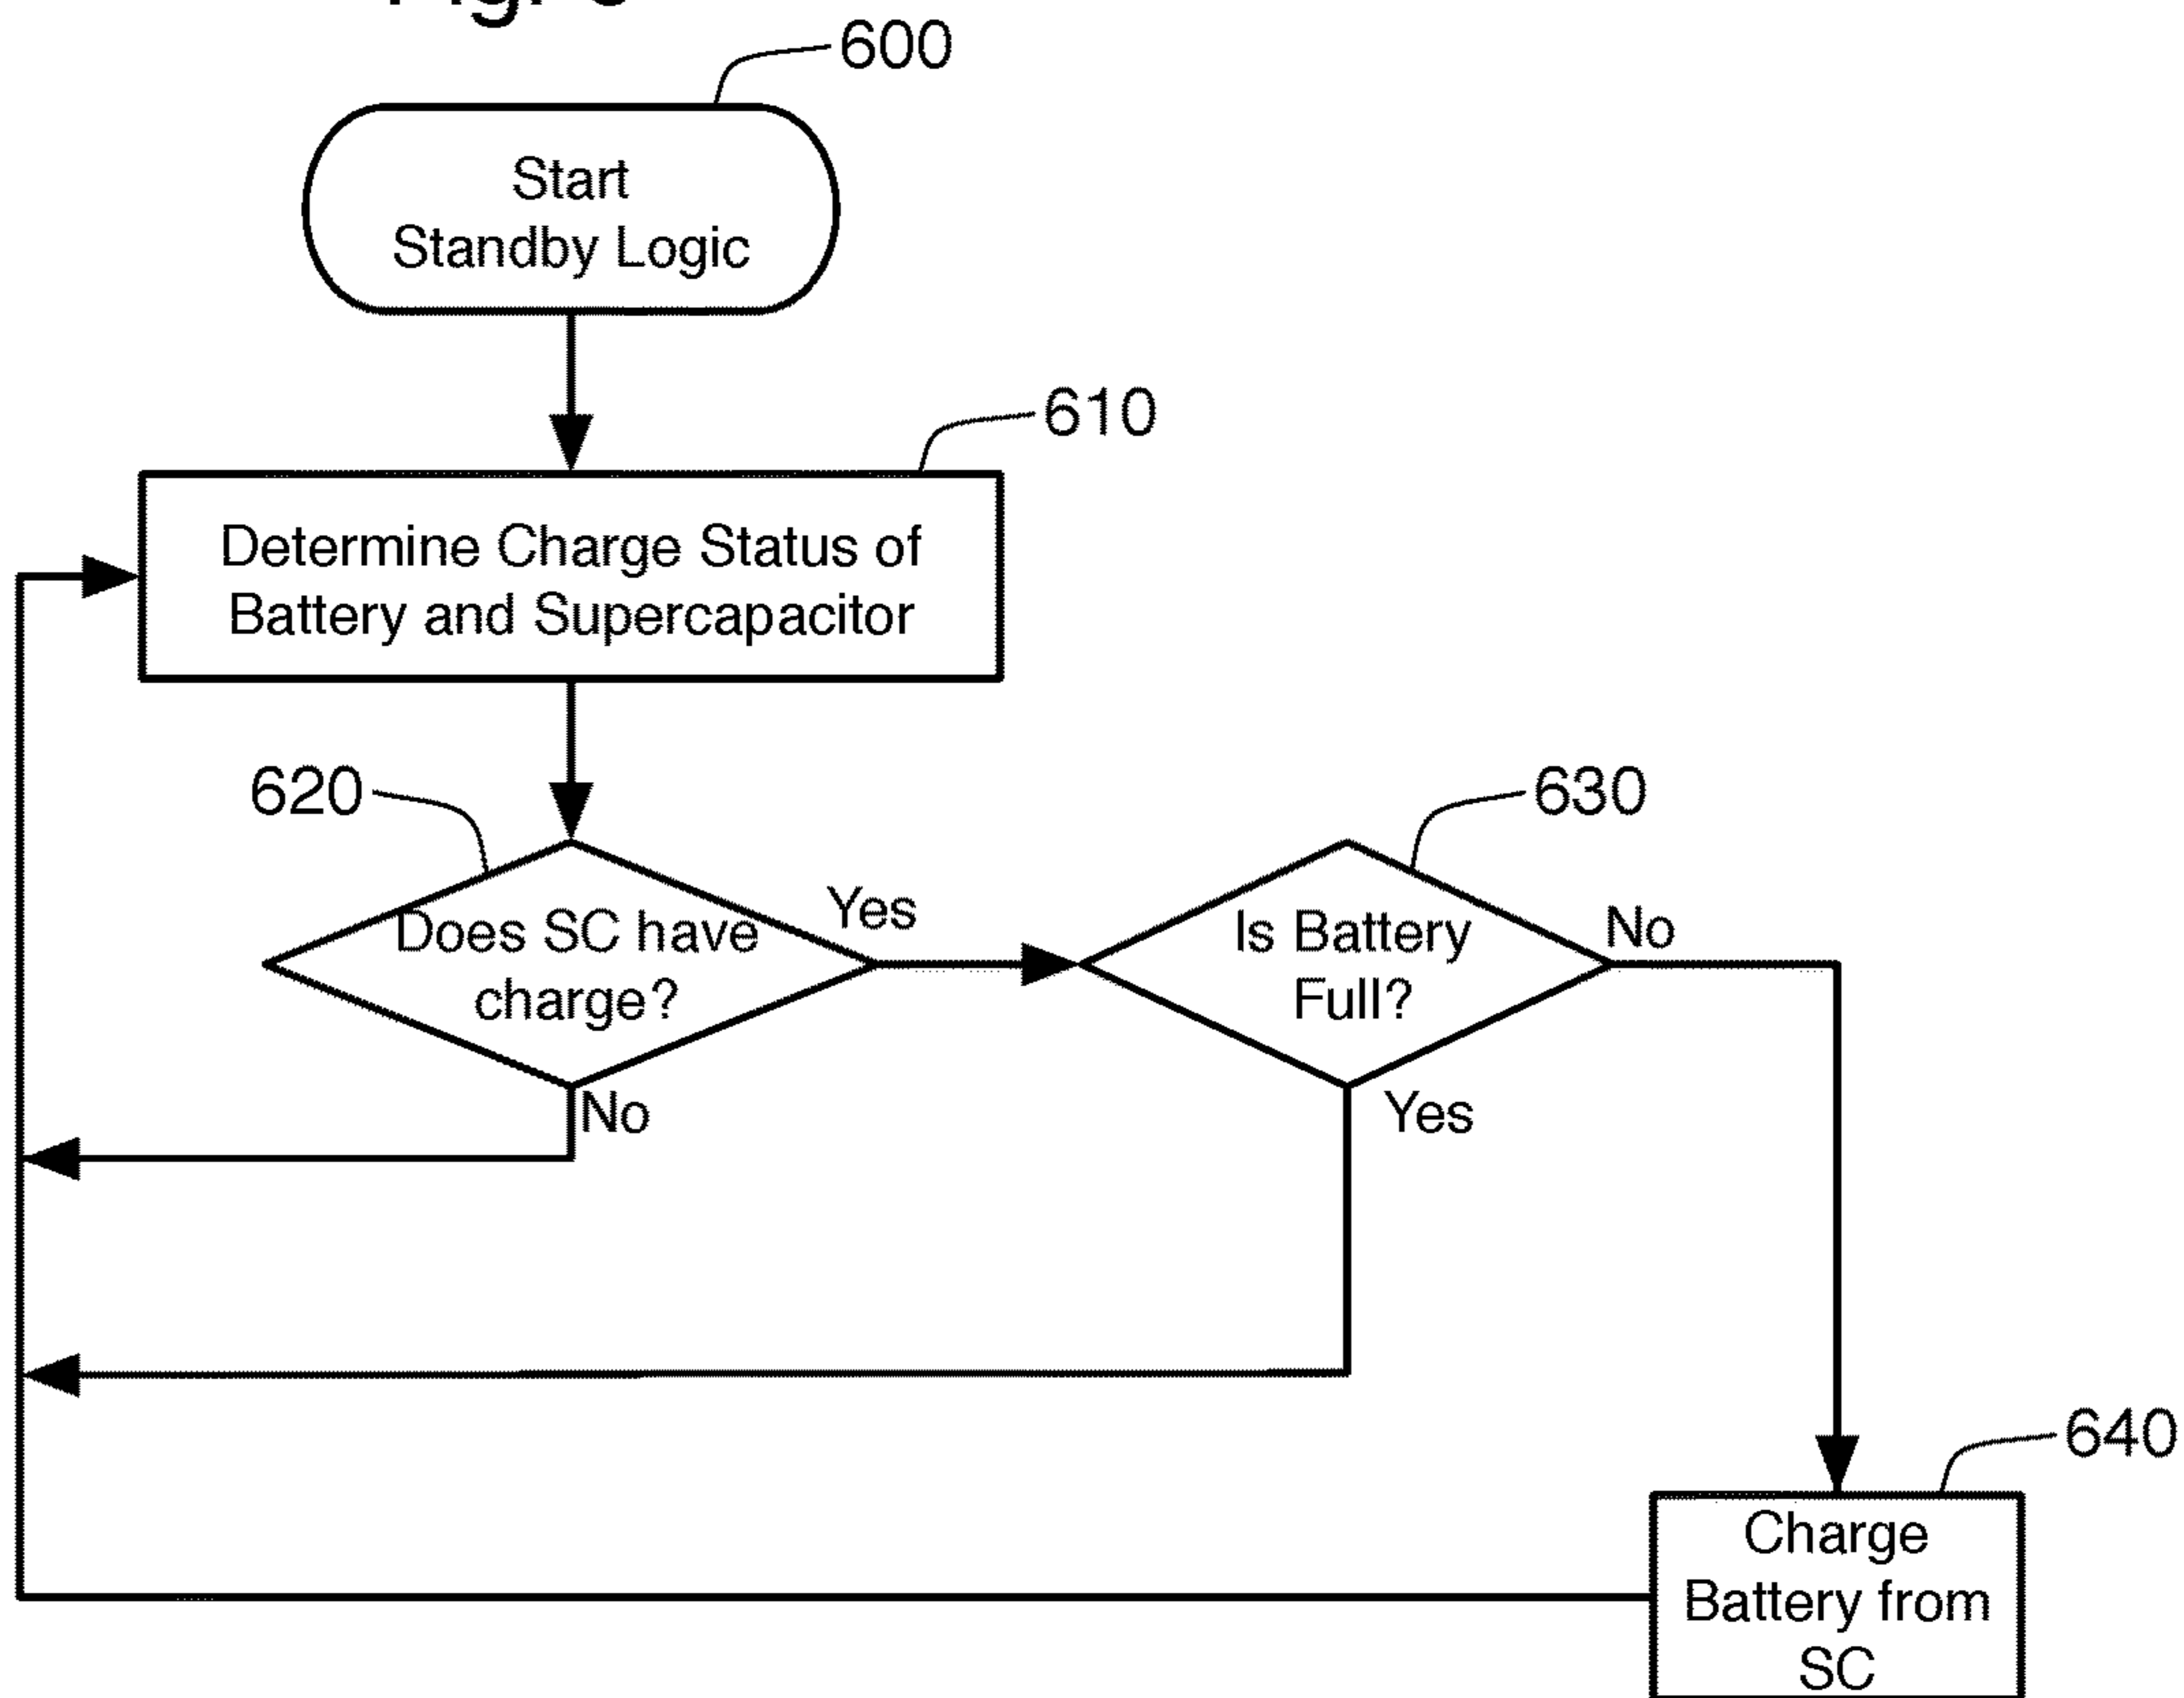 600
Start
Standby Logic
610
Determine Charge Status of
Battery and Supercapacitor
620
630
Does SC have
charge?
Yes
Is Battery
Full?
No
No
Yes
640
Charge
Battery from
SC